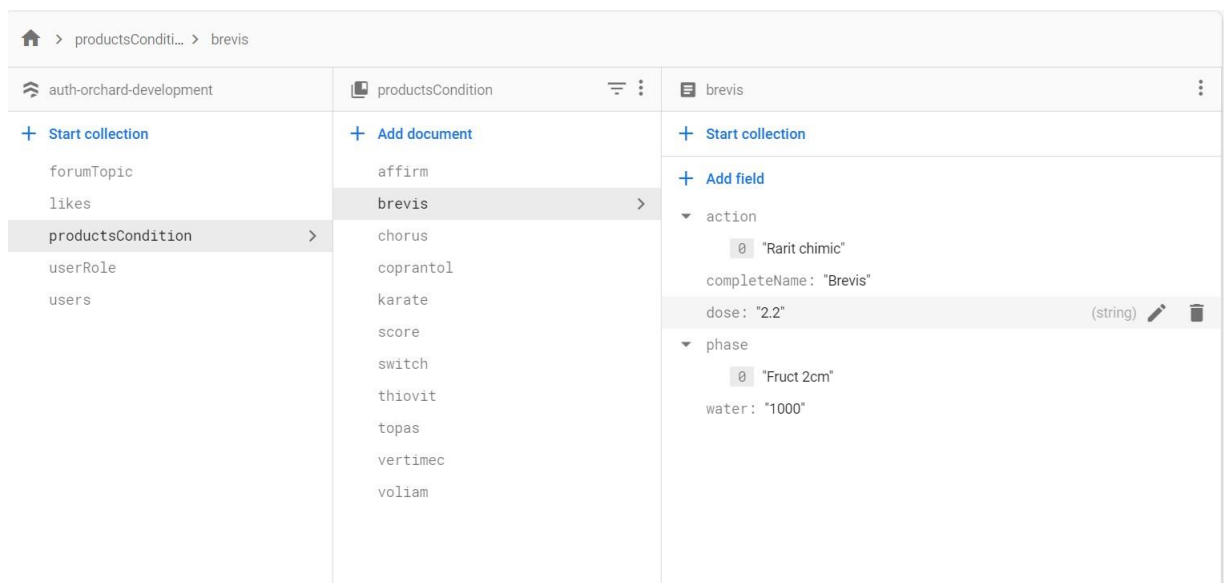 productsConditi... > brevis
auth-orchard-development
Start collection
forumTopic
likes
productsCondition
userRole
users
productsCondition
Add document
affirm
brevis
chorus
coprantol
karate
score
switch
thiovit
topas
vertimec
voliam
brevis
Start collection
Add field
action
0 "Rarit chimic"
completeName: "Brevis"
dose: "2.2" (string)
phase
0 "Fruct 2cm"
water: "1000"